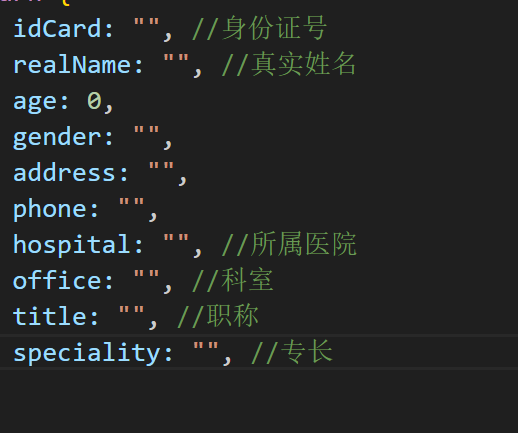 idCard: "", //身份证号
realName: "", //真实姓名
age: 0,
gender: "",
address: "",
phone: "",
hospital: "", //所属医院
office: "", //科室
title: "", //职称
speciality: "", //专长